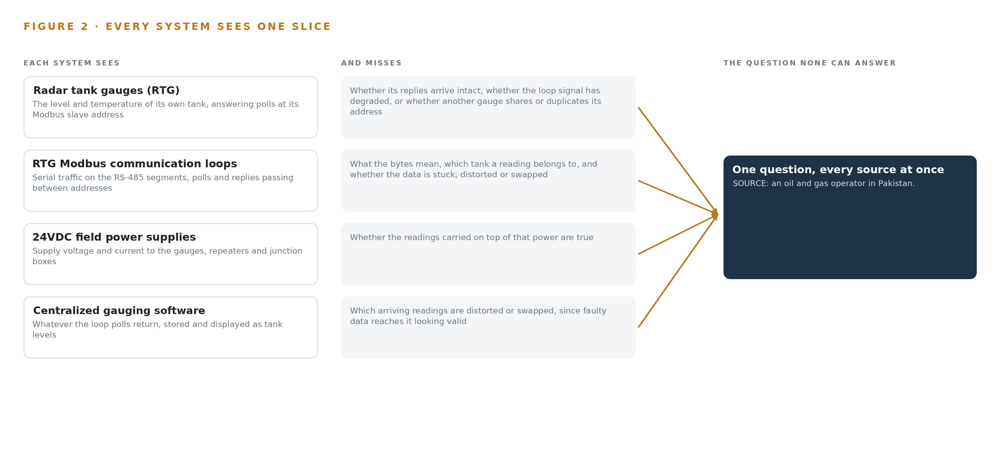 FIGURE 2 · EVERY SYSTEM SEES ONE SLICE
EACH SYSTEM SEES
AND MISSES
THE QUESTION NONE CAN ANSWER
Radar tank gauges (RTG)
The level and temperature of its own tank, answering polls at its
Modbus slave address
Whether its replies arrive intact, whether the loop signal has
degraded, or whether another gauge shares or duplicates its
address
RTG Modbus communication loops
Serial traffic on the RS-485 segments, polls and replies passing
between addresses
What the bytes mean, which tank a reading belongs to, and
whether the data is stuck, distorted or swapped
24VDC field power supplies
Supply voltage and current to the gauges, repeaters and junction
boxes
Whether the readings carried on top of that power are true
Centralized gauging software
Whatever the loop polls return, stored and displayed as tank
levels
Which arriving readings are distorted or swapped, since faulty
data reaches it looking valid
One question, every source at once
SOURCE: an oil and gas operator in Pakistan.